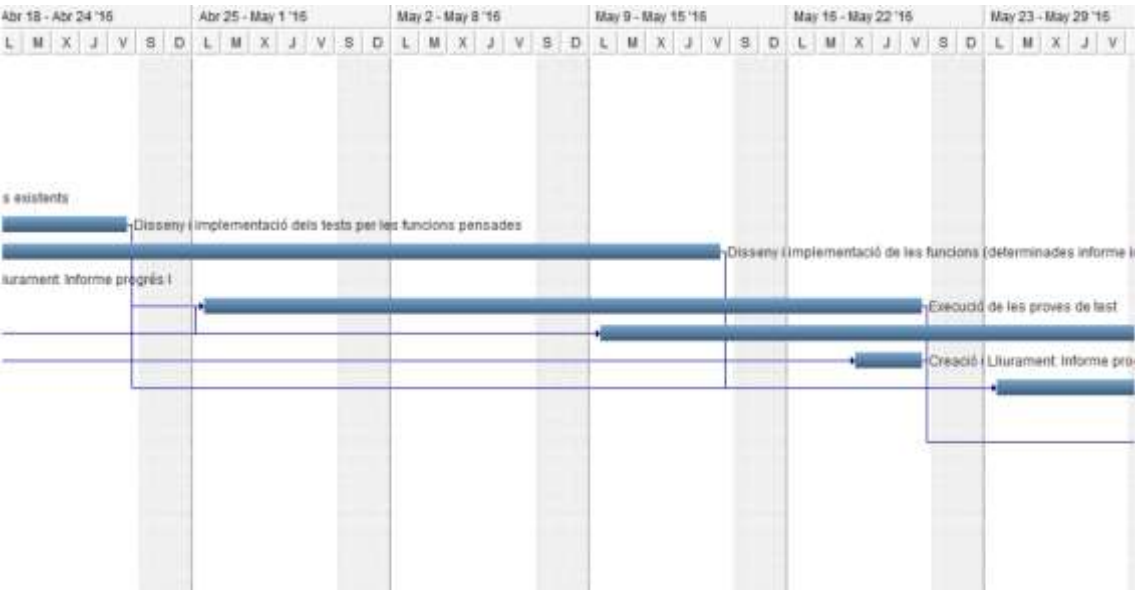 Abr 18 - Abr 24 '16 Abr 25 - May 1 '16 May 2 - May 8 '16 May 9 - May 15 '16 May 16 - May 22 '16 May 23 - May 29 '16
L M X J V S D L M X J V S D L M X J V S D L M X J V S D L M X J V S D L M X J V
s existents
Disseny i implementació dels tests per les funcions pensades
Disseny i implementació de les funcions (determinades informe i
iurament: Informe progrés I
Execució de les proves de test
Creació i Lliurament: Informe pro